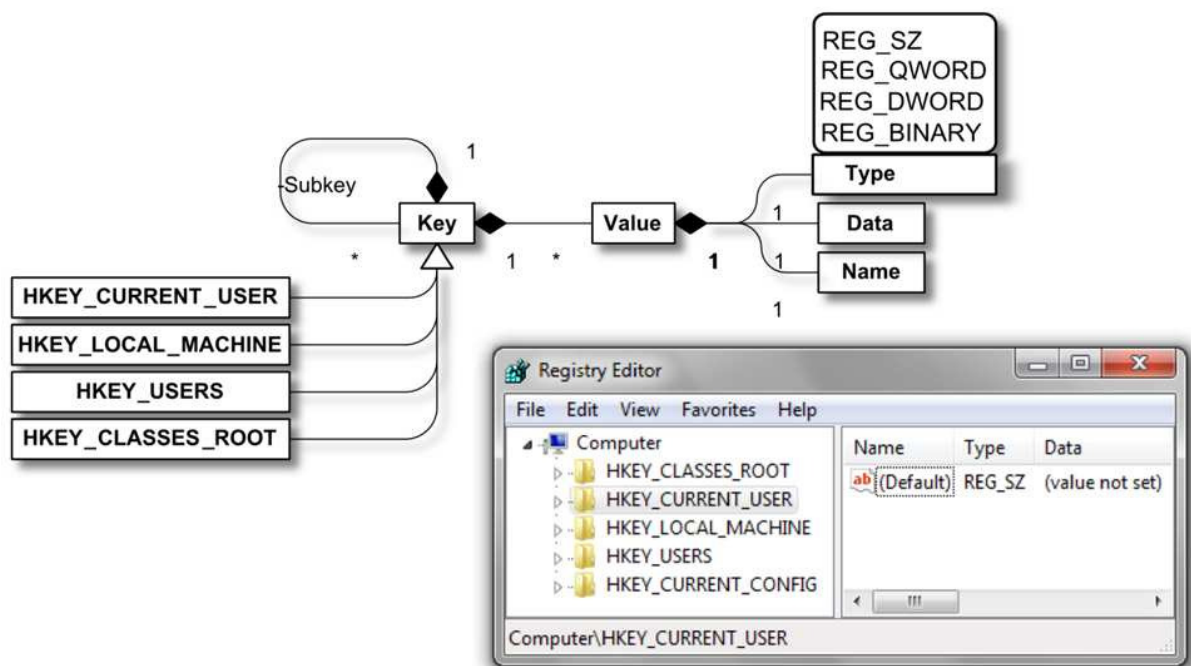 REG_SZ
REG_QWORD
REG_DWORD
REG_BINARY
Type
1
-Subkey
Key
Value
1
Data
*
1
*
1
1
Name
1
HKEY_CURRENT_USER
HKEY_LOCAL_MACHINE
HKEY_USERS
HKEY_CLASSES_ROOT
Registry Editor
File Edit View Favorites Help
Computer
HKEY_CLASSES_ROOT
HKEY_CURRENT_USER
HKEY_LOCAL_MACHINE
HKEY_USERS
HKEY_CURRENT_CONFIG
Name Type Data
ab (Default) REG_SZ (value not set)
Computer\HKEY_CURRENT_USER